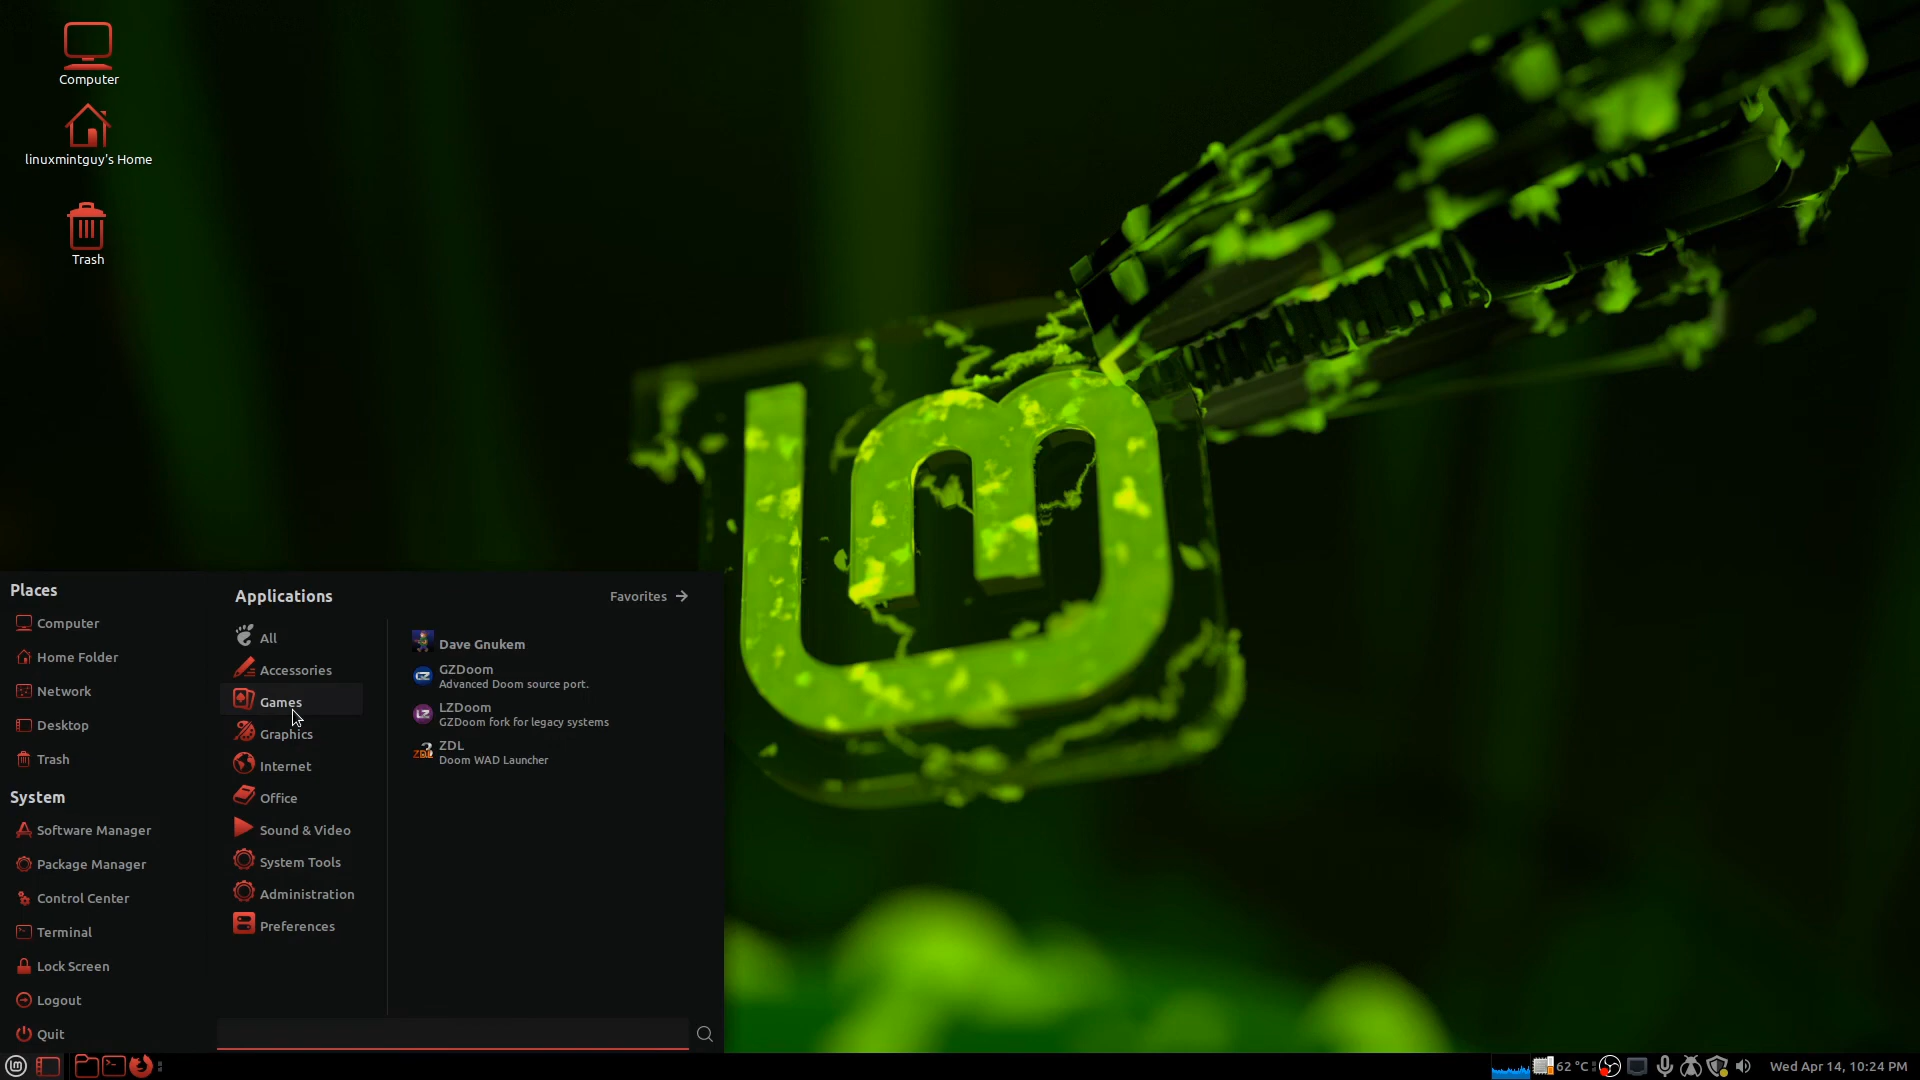 Computer
linuxmintguy's Home
Trash
Places
Computer
Home Folder
Network
Desktop
Trash
System
Software Manager
Package Manager
Control Center
Terminal
Lock Screen
Logout
Quit
Applications
Favorites
All
Accessories
Games
Graphics
Internet
Office
Sound & Video
System Tools
Administration
Preferences
Dave Gnukem
GZDoom
Advanced Doom source port.
LZDoom
GZDoom fork for legacy systems
ZDL
Doom WAD Launcher
62 °C
Wed Apr 14, 10:24 PM